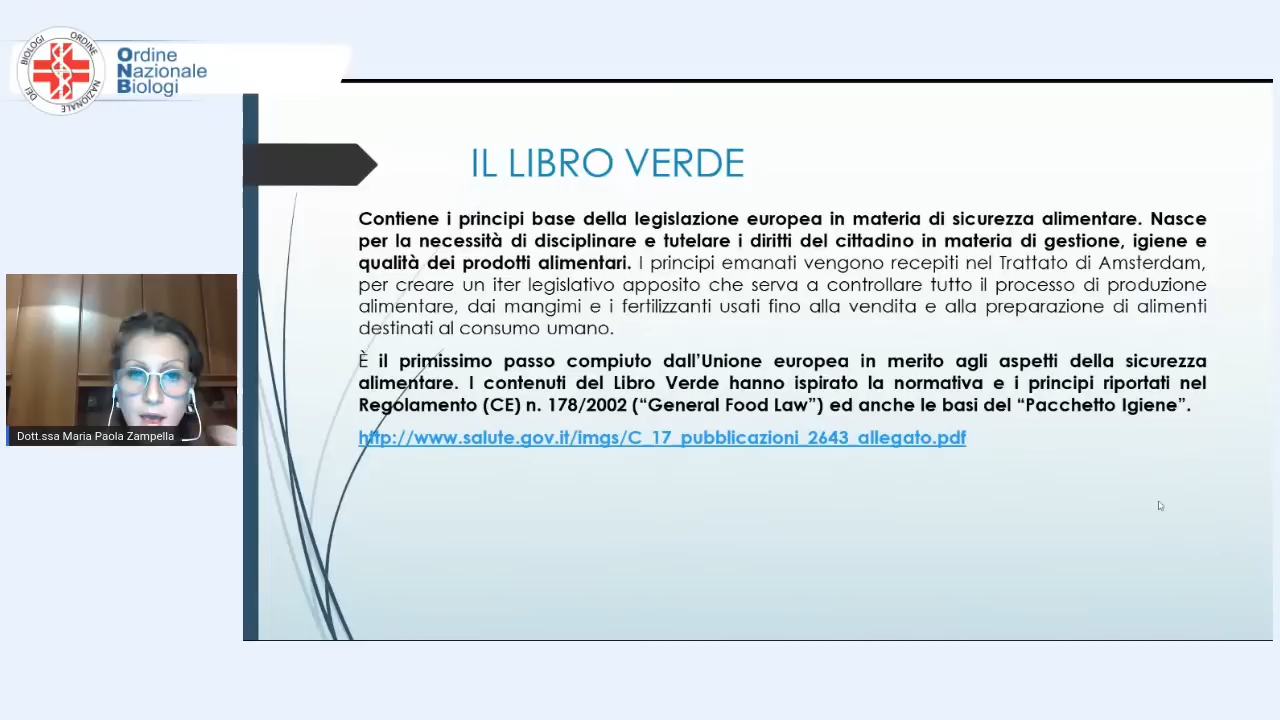 ORDINE
NAZIONALE
DEI
BIOLOGI
Ordine
Nazionale
Biologi
IL LIBRO VERDE
Contiene i principi base della legislazione europea in materia di sicurezza alimentare. Nasce
per la necessità di disciplinare e tutelare i diritti del cittadino in materia di gestione, igiene e
qualità dei prodotti alimentari. I principi emanati vengono recepiti nel Trattato di Amsterdam,
per creare un iter legislativo apposito che serva a controllare tutto il processo di produzione
alimentare, dai mangimi e i fertilizzanti usati fino alla vendita e alla preparazione di alimenti
destinati al consumo umano.
È il primissimo passo compiuto dall’Unione europea in merito agli aspetti della sicurezza
alimentare. I contenuti del Libro Verde hanno ispirato la normativa e i principi riportati nel
Regolamento (CE) n. 178/2002 (“General Food Law”) ed anche le basi del “Pacchetto Igiene”.
http://www.salute.gov.it/imgs/C_17_pubblicazioni_2643_allegato.pdf
Dott.ssa Maria Paola Zampella